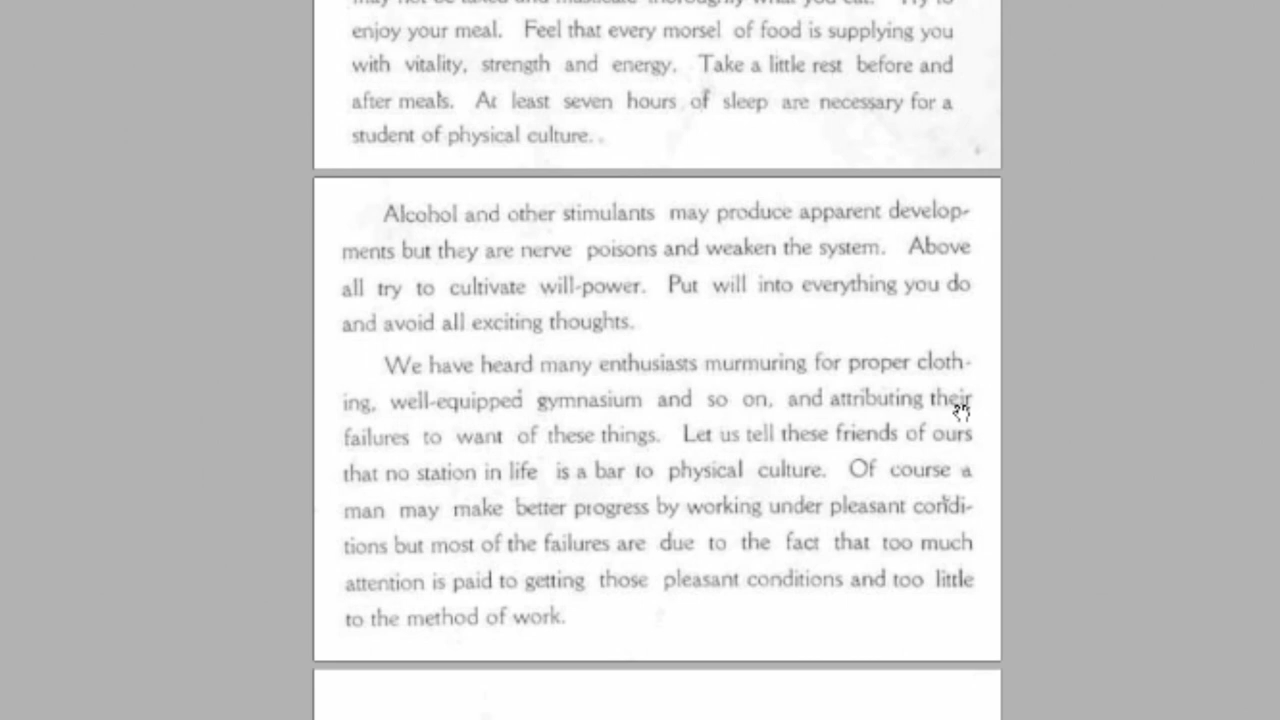 enjoy your meal. Feel that every morsel of food is supplying you
with vitality, strength and energy. Take a little rest before and
after meals. At least seven hours of sleep are necessary for a
student of physical culture.
Alcohol and other stimulants may produce apparent develop-
ments but they are nerve poisons and weaken the system. Above
all try to cultivate will-power. Put will into everything you do
and avoid all exciting thoughts.
We have heard many enthusiasts murmuring for proper cloth-
ing, well-equipped gymnasium and so on, and attributing their
failures to want of these things. Let us tell these friends of ours
that no station in life is a bar to physical culture. Of course a
man may make better progress by working under pleasant condi-
tions but most of the failures are due to the fact that too much
attention is paid to getting those pleasant conditions and too little
to the method of work.